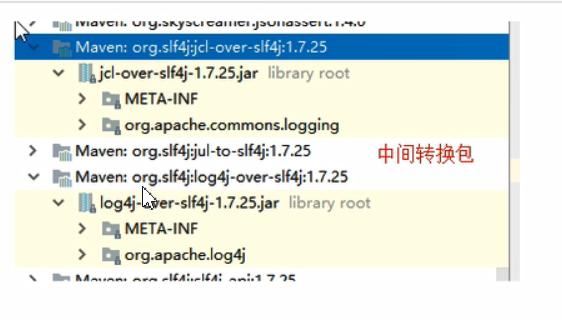 Maven: org.skyscreamer:jsonassert:1.4.0
Maven: org.slf4j:jcl-over-slf4j:1.7.25
jcl-over-slf4j-1.7.25.jar library root
META-INF
org.apache.commons.logging
Maven: org.slf4j:jul-to-slf4j:1.7.25
中间转换包
Maven: org.slf4j:log4j-over-slf4j:1.7.25
log4j-over-slf4j-1.7.25.jar library root
META-INF
org.apache.log4j
Maven: org.slf4j:slf4j-api:1.7.25